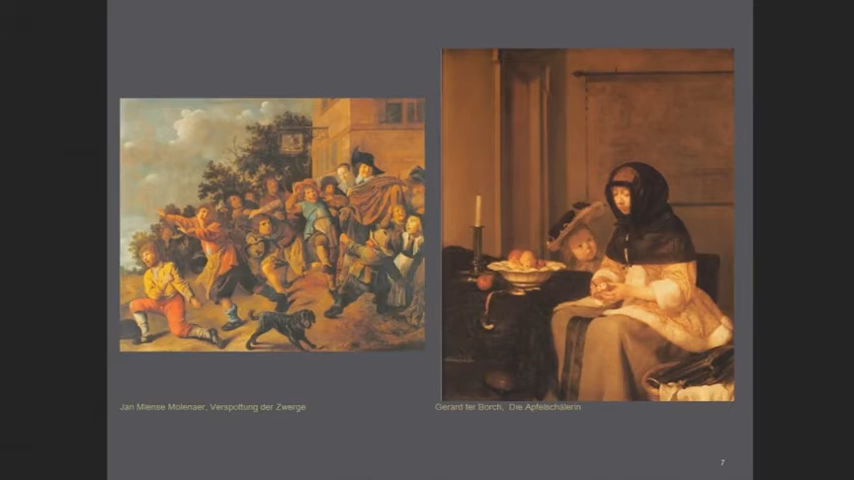 Jan Miense Molenaer, Verspottung der Zwerge
Gerard ter Borch, Die Apfelschälerin
7